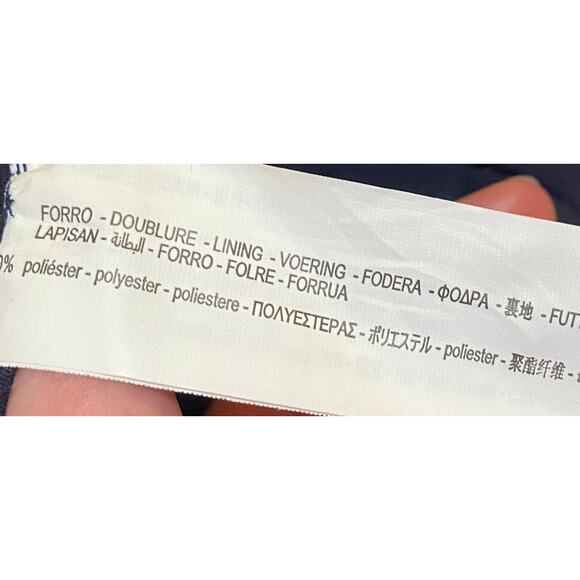 FORRO - DOUBLURE - LINING - VOERING - FODERA - ΦΟΔΡΑ - 裏地 - FUT
LAPISAN - البطانة - FORRO - FOLRE - FORRUA
0% poliéster - polyester - poliestere - ΠΟΛΥΕΣΤΕΡΑΣ - ポリエステル - poliester - 聚酯纤维 -